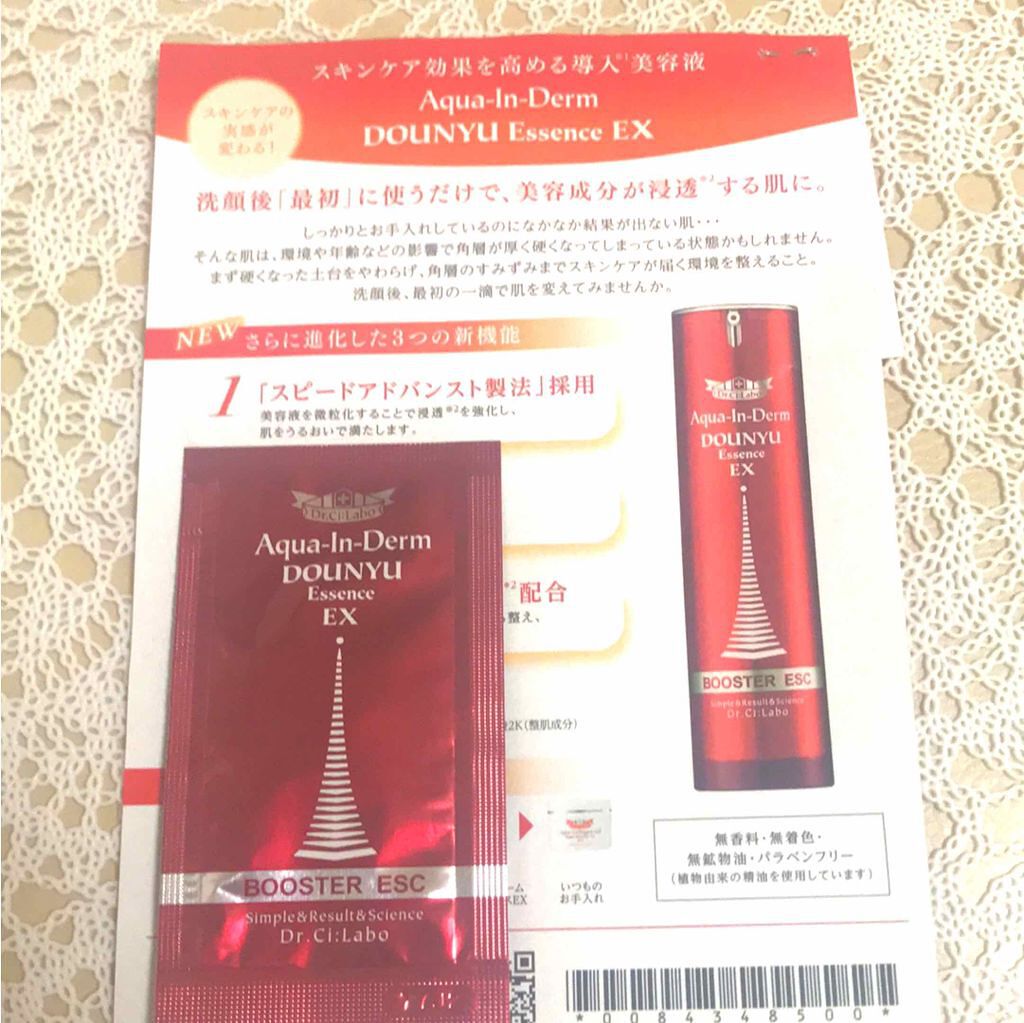 スキンケア効果を高める導入※1美容液
Aqua-In-Derm
DOUNYU Essence EX
スキンケアの
実感が
変わる!
洗顔後「最初」に使うだけで、美容成分が浸透※2する肌に。
しっかりとお手入れしているのになかなか結果が出ない肌・・・
そんな肌は、環境や年齢などの影響で角層が厚く硬くなってしまっている状態かもしれません。
まず硬くなった土台をやわらげ、角層のすみずみまでスキンケアが届く環境を整えること。
洗顔後、最初の一滴で肌を変えてみませんか。
NEW さらに進化した3つの新機能
1 「スピードアドバンスト製法」採用
美容液を微粒化することで浸透※2を強化し、
肌をうるおいで満たします。
※2 配合
整え、
2K(整肌成分)
Dr.Ci:Labo
Aqua-In-Derm
DOUNYU
Essence
EX
BOOSTER ESC
Simple&Result&Science
Dr.Ci:Labo
Dr.Ci:Labo
Aqua-In-Derm
DOUNYU
Essence
EX
BOOSTER ESC
Simple&Result&Science
Dr.Ci:Labo
ーム
EX
いつもの
お手入れ
無香料・無着色・
無鉱物油・パラベンフリー
(植物由来の精油を使用しています)
*0084348500*